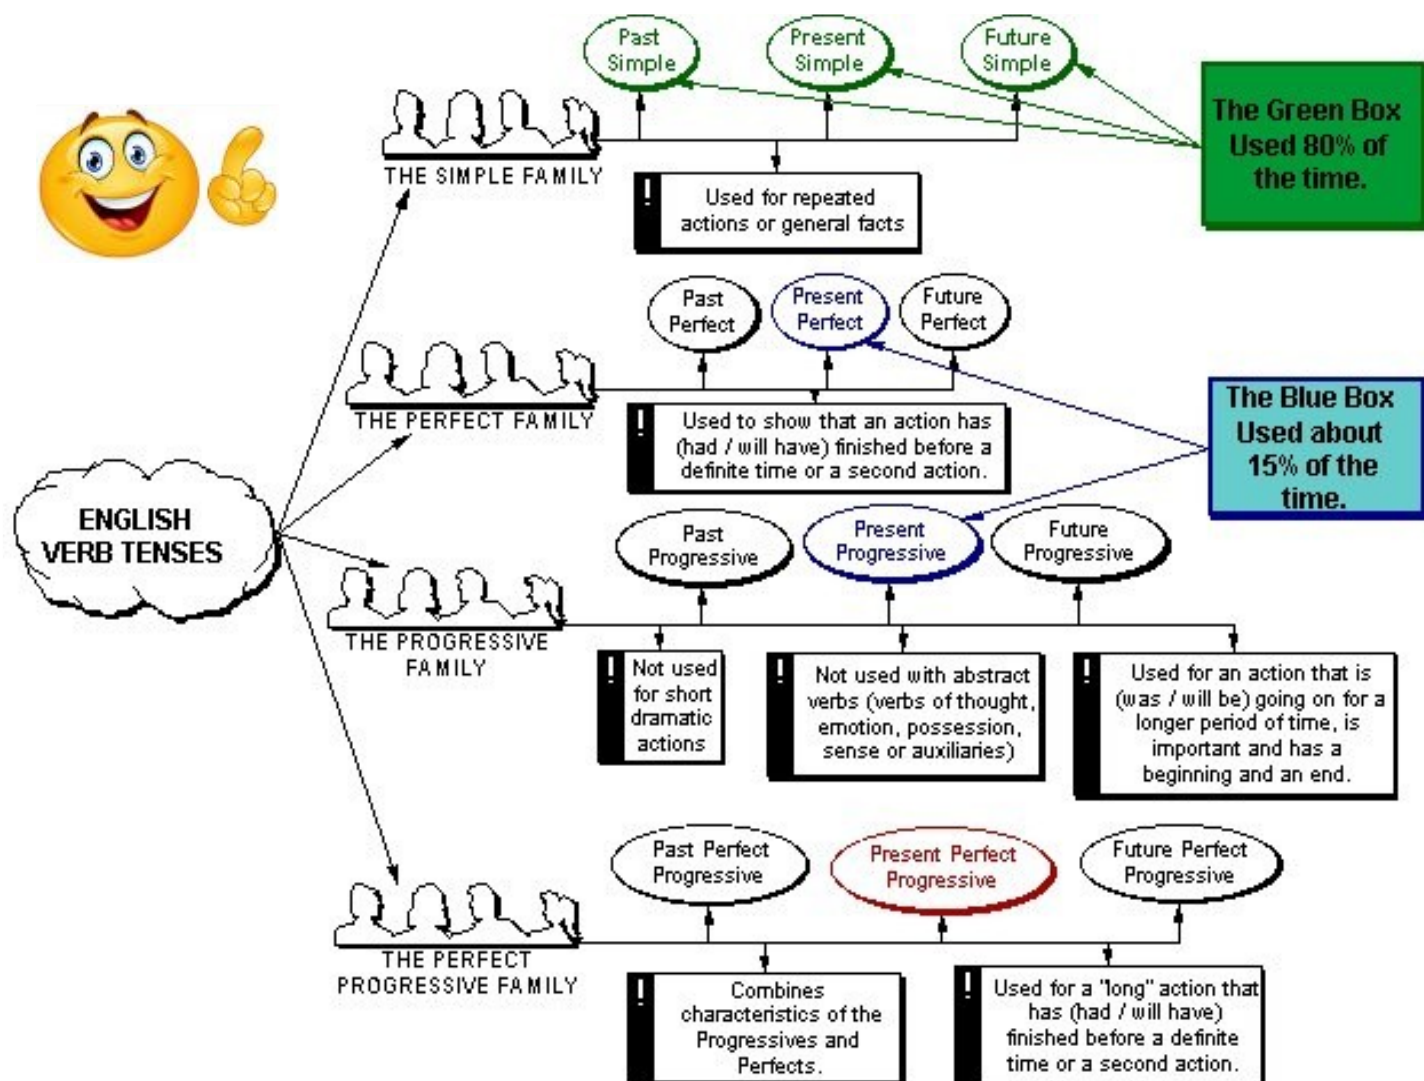 Past
Simple
Present
Simple
Future
Simple
The Green Box
Used 80% of
the time.
THE SIMPLE FAMILY
!
Used for repeated
actions or general facts
Past
Perfect
Present
Perfect
Future
Perfect
THE PERFECT FAMILY
!
Used to show that an action has
(had / will have) finished before a
definite time or a second action.
The Blue Box
Used about
15% of the
time.
ENGLISH
VERB TENSES
Past
Progressive
Present
Progressive
Future
Progressive
THE PROGRESSIVE
FAMILY
!
Not used
for short
dramatic
actions
!
Not used with abstract
verbs (verbs of thought,
emotion, possession,
sense or auxiliaries)
!
Used for an action that is
(was / will be) going on for a
longer period of time, is
important and has a
beginning and an end.
Past Perfect
Progressive
Present Perfect
Progressive
Future Perfect
Progressive
THE PERFECT
PROGRESSIVE FAMILY
!
Combines
characteristics of the
Progressives and
Perfects.
!
Used for a "long" action that
has (had / will have)
finished before a definite
time or a second action.